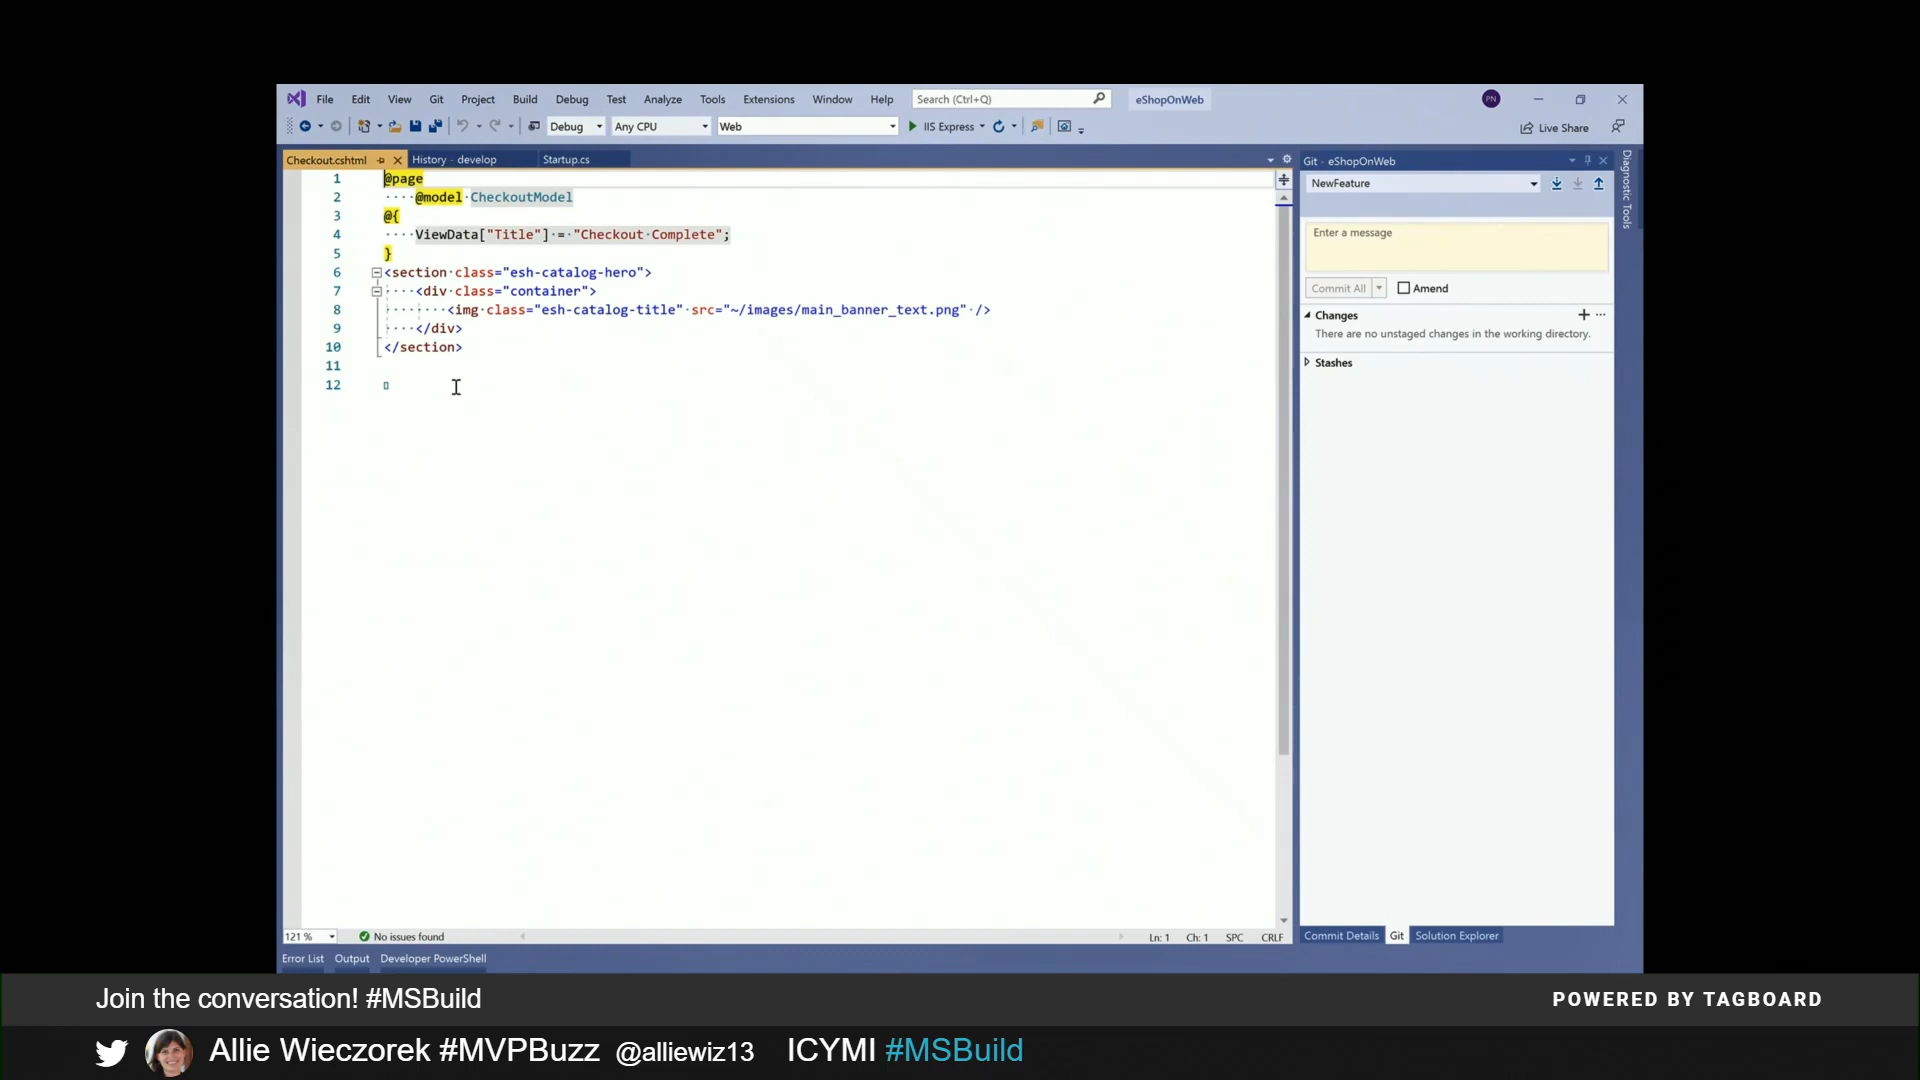 File Edit View Git Project Build Debug Test Analyze Tools Extensions Window Help Search (Ctrl+Q) eShopOnWeb PN
Debug Any CPU Web IIS Express Live Share
Checkout.cshtml History - develop Startup.cs
1 @page
2 @model CheckoutModel
3 @{
4 ViewData["Title"] = "Checkout Complete";
5 }
6 <section class="esh-catalog-hero">
7 <div class="container">
8 <img class="esh-catalog-title" src="~/images/main_banner_text.png" />
9 </div>
10 </section>
11
12
121 % No issues found Ln: 1 Ch: 1 SPC CRLF
Error List Output Developer PowerShell
Git - eShopOnWeb
NewFeature
Enter a message
Commit All Amend
Changes
There are no unstaged changes in the working directory.
Stashes
Commit Details Git Solution Explorer
Diagnostic Tools
Join the conversation! #MSBuild
POWERED BY TAGBOARD
Allie Wieczorek #MVPBuzz @alliewiz13 ICYMI #MSBuild